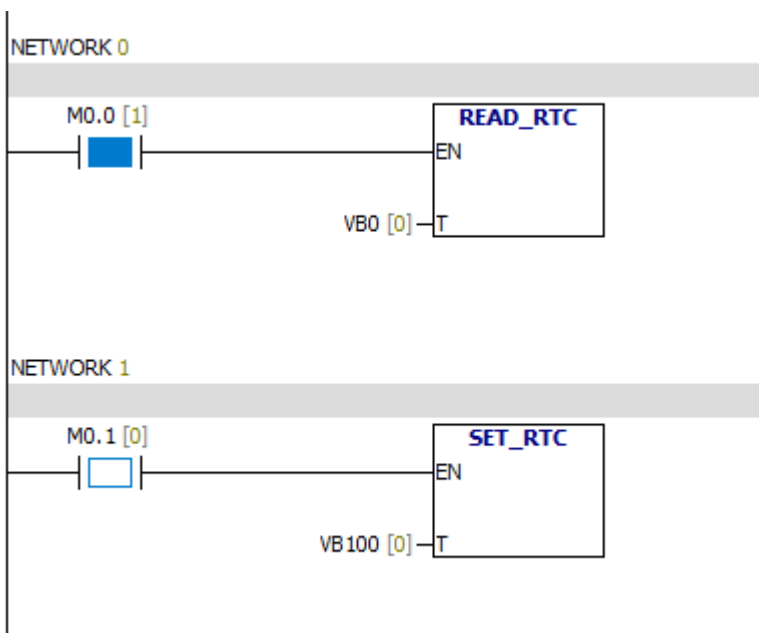 NETWORK 0
M0.0 [1]
READ_RTC
EN
VB0 [0]
T
NETWORK 1
M0.1 [0]
SET_RTC
EN
VB100 [0]
T